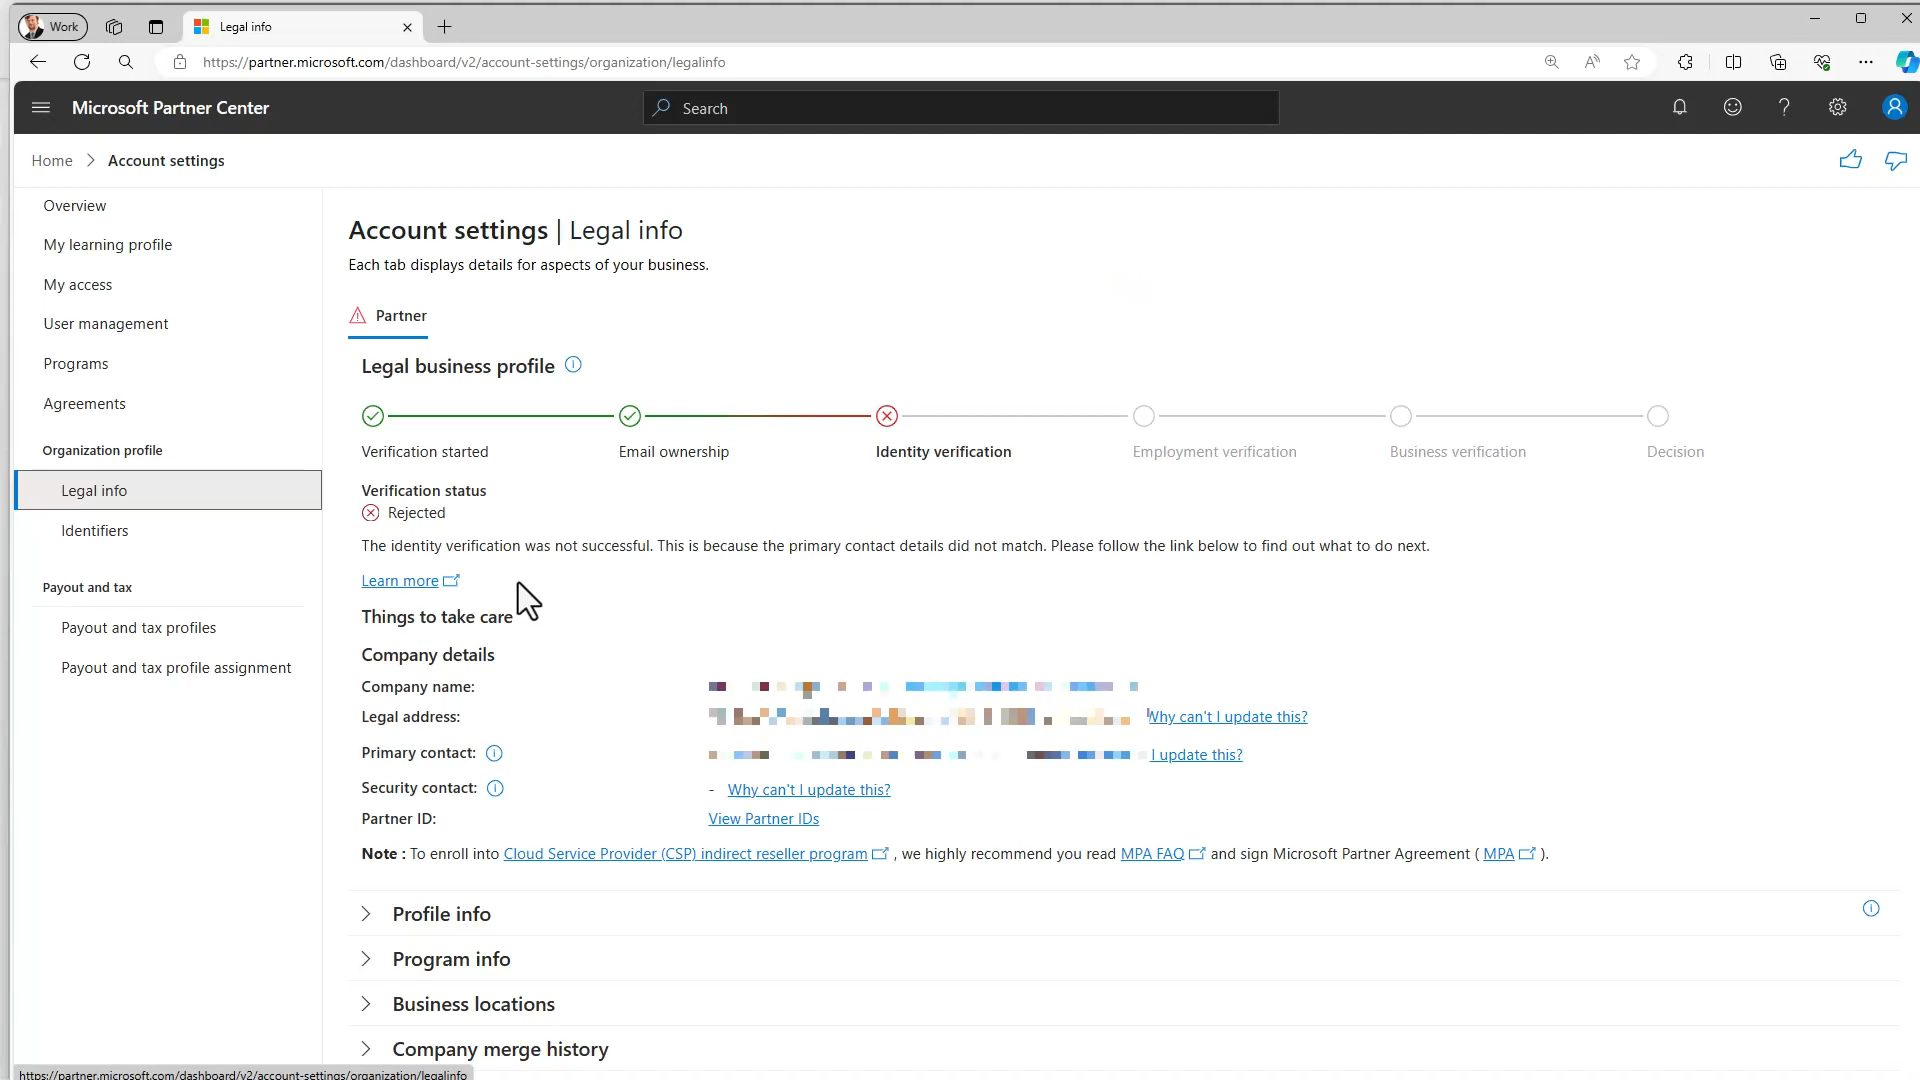 Work
Legal info
https://partner.microsoft.com/dashboard/v2/account-settings/organization/legalinfo
Microsoft Partner Center
Search
Home > Account settings
Overview
My learning profile
My access
User management
Programs
Agreements
Organization profile
Legal info
Identifiers
Payout and tax
Payout and tax profiles
Payout and tax profile assignment
Account settings | Legal info
Each tab displays details for aspects of your business.
Partner
Legal business profile
Verification started
Email ownership
Identity verification
Employment verification
Business verification
Decision
Verification status
Rejected
The identity verification was not successful. This is because the primary contact details did not match. Please follow the link below to find out what to do next.
Learn more
Things to take care
Company details
Company name:
Legal address: Why can't I update this?
Primary contact: I update this?
Security contact: - Why can't I update this?
Partner ID: View Partner IDs
Note : To enroll into Cloud Service Provider (CSP) indirect reseller program , we highly recommend you read MPA FAQ and sign Microsoft Partner Agreement ( MPA ).
Profile info
Program info
Business locations
Company merge history
https://partner.microsoft.com/dashboard/v2/account-settings/organization/legalinfo